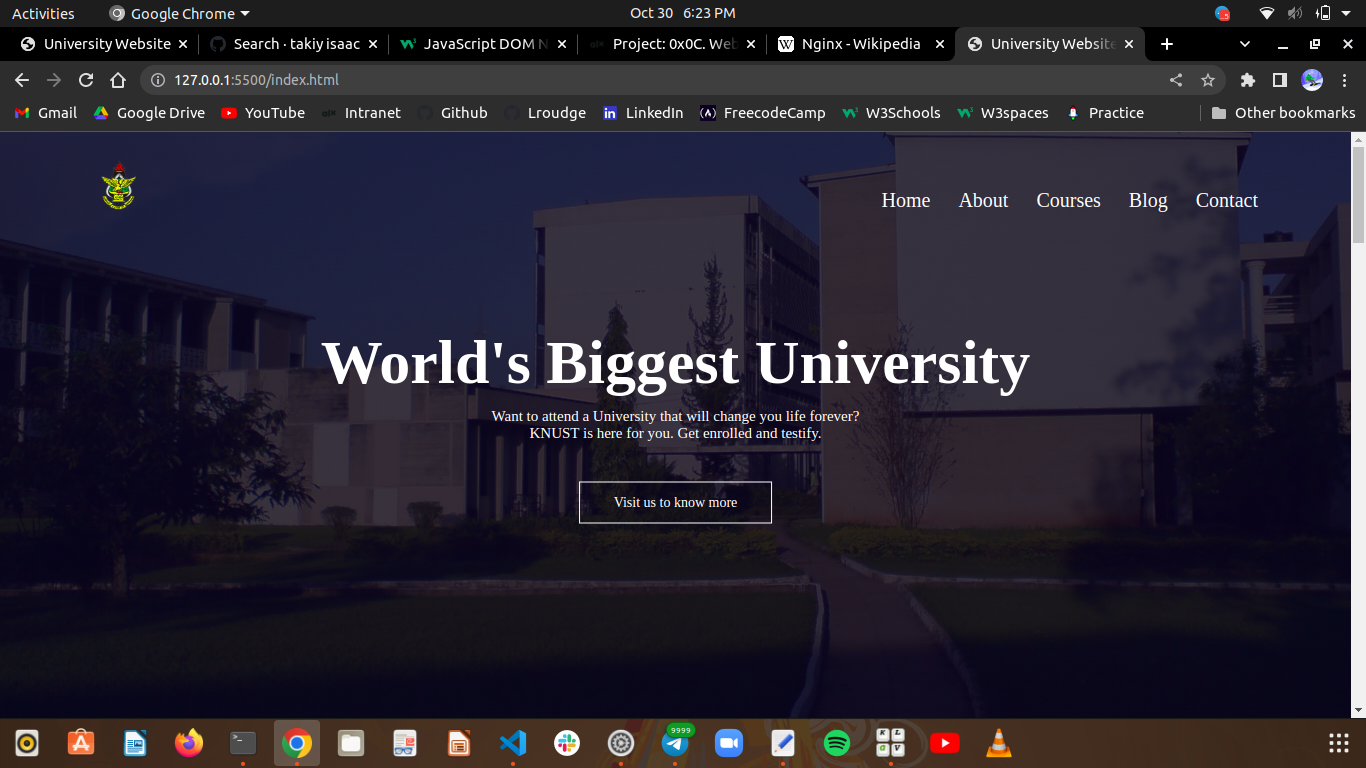 Activities
Google Chrome
Oct 30 6:23 PM
University Website
Search · takiy isaac
JavaScript DOM N
Project: 0x0C. Web
Nginx - Wikipedia
University Website
127.0.0.1:5500/index.html
Gmail
Google Drive
YouTube
Intranet
Github
Lroudge
LinkedIn
FreecodeCamp
W3Schools
W3spaces
Practice
Other bookmarks
Home
About
Courses
Blog
Contact
World's Biggest University
Want to attend a University that will change you life forever?
KNUST is here for you. Get enrolled and testify.
Visit us to know more
9999